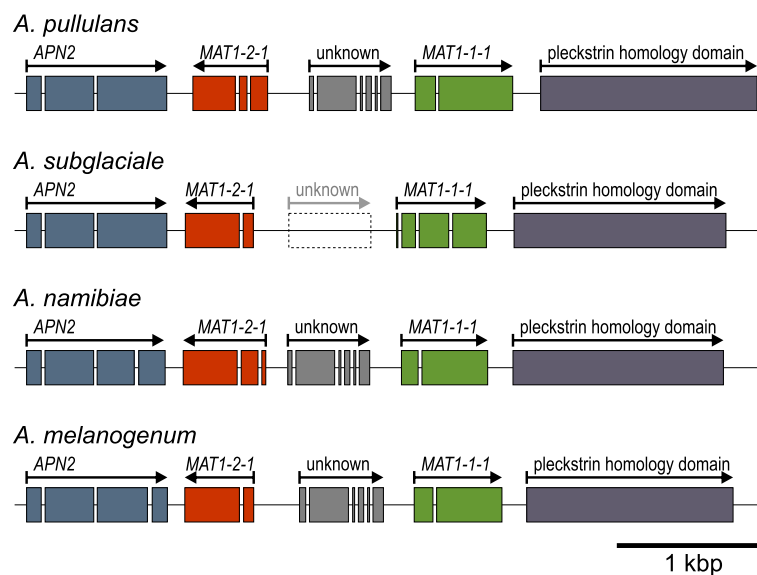 A. pullulans
APN2 MAT1-2-1 unknown MAT1-1-1 pleckstrin homology domain
A. subglaciale
APN2 MAT1-2-1 unknown MAT1-1-1 pleckstrin homology domain
A. namibiae
APN2 MAT1-2-1 unknown MAT1-1-1 pleckstrin homology domain
A. melanogenum
APN2 MAT1-2-1 unknown MAT1-1-1 pleckstrin homology domain
1 kbp